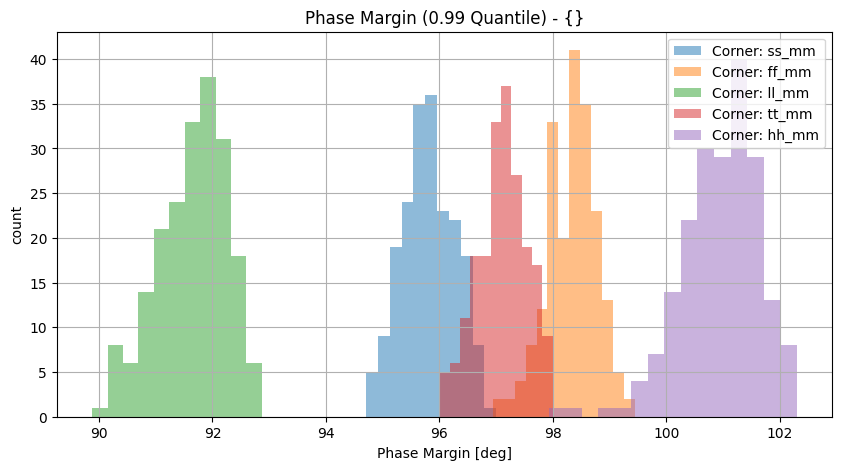 Phase Margin (0.99 Quantile) - {}
Corner: ss_mm
Corner: ff_mm
Corner: ll_mm
Corner: tt_mm
Corner: hh_mm
count
40
35
30
25
20
15
10
5
0
90 92 94 96 98 100 102
Phase Margin [deg]